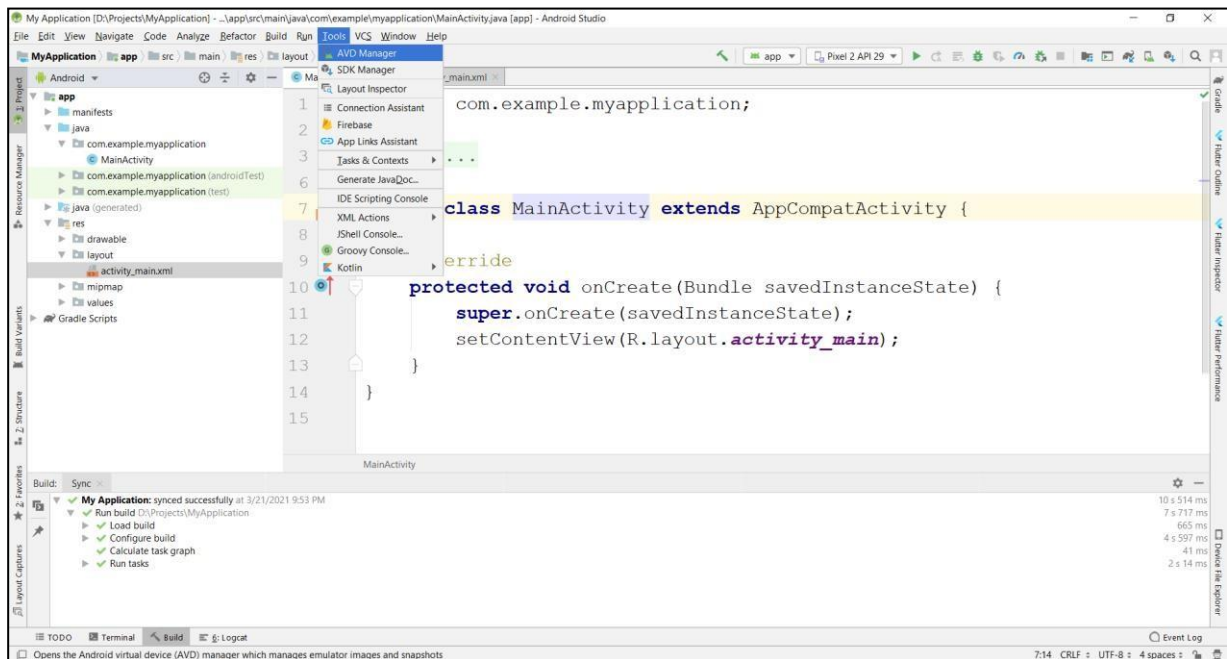 My Application [D:\Projects\MyApplication] - ...\app\src\main\java\com\example\myapplication\MainActivity.java [app] - Android Studio
File Edit View Navigate Code Analyze Refactor Build Run Tools VCS Window Help
MyApplication app src main res layout
app Pixel 2 API 29
AVD Manager
SDK Manager
Layout Inspector
Connection Assistant
Firebase
App Links Assistant
Tasks & Contexts
Generate JavaDoc...
IDE Scripting Console
XML Actions
JShell Console...
Groovy Console...
Kotlin
Android
app
manifests
java
com.example.myapplication
MainActivity
com.example.myapplication (androidTest)
com.example.myapplication (test)
java (generated)
res
drawable
layout
activity_main.xml
mipmap
values
Gradle Scripts
Ma
_main.xml
1 com.example.myapplication;
2
3 ...
6
7 class MainActivity extends AppCompatActivity {
8
9 erride
10 protected void onCreate(Bundle savedInstanceState) {
11 super.onCreate(savedInstanceState);
12 setContentView(R.layout.activity_main);
13 }
14 }
15
MainActivity
1: Project
Resource Manager
Build Variants
Z: Structure
2: Favorites
Layout Captures
Gradle
Flutter Outline
Flutter Inspector
Flutter Performance
Device File Explorer
Build: Sync
My Application: synced successfully at 3/21/2021 9:53 PM 10 s 514 ms
Run build D:\Projects\MyApplication 7 s 717 ms
Load build 665 ms
Configure build 4 s 597 ms
Calculate task graph 41 ms
Run tasks 2 s 14 ms
TODO Terminal Build 6: Logcat Event Log
Opens the Android virtual device (AVD) manager which manages emulator images and snapshots 7:14 CRLF UTF-8 4 spaces